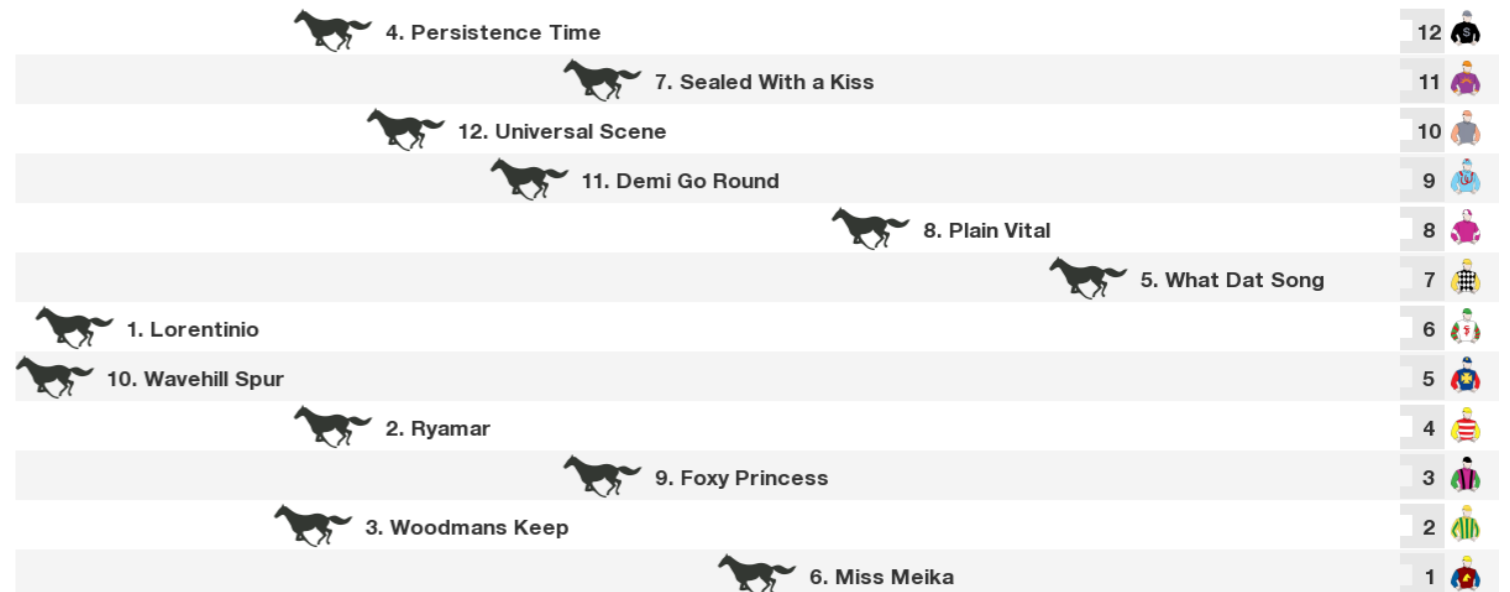 4. Persistence Time 12
7. Sealed With a Kiss 11
12. Universal Scene 10
11. Demi Go Round 9
8. Plain Vital 8
5. What Dat Song 7
1. Lorentinio 6
10. Wavehill Spur 5
2. Ryamar 4
9. Foxy Princess 3
3. Woodmans Keep 2
6. Miss Meika 1